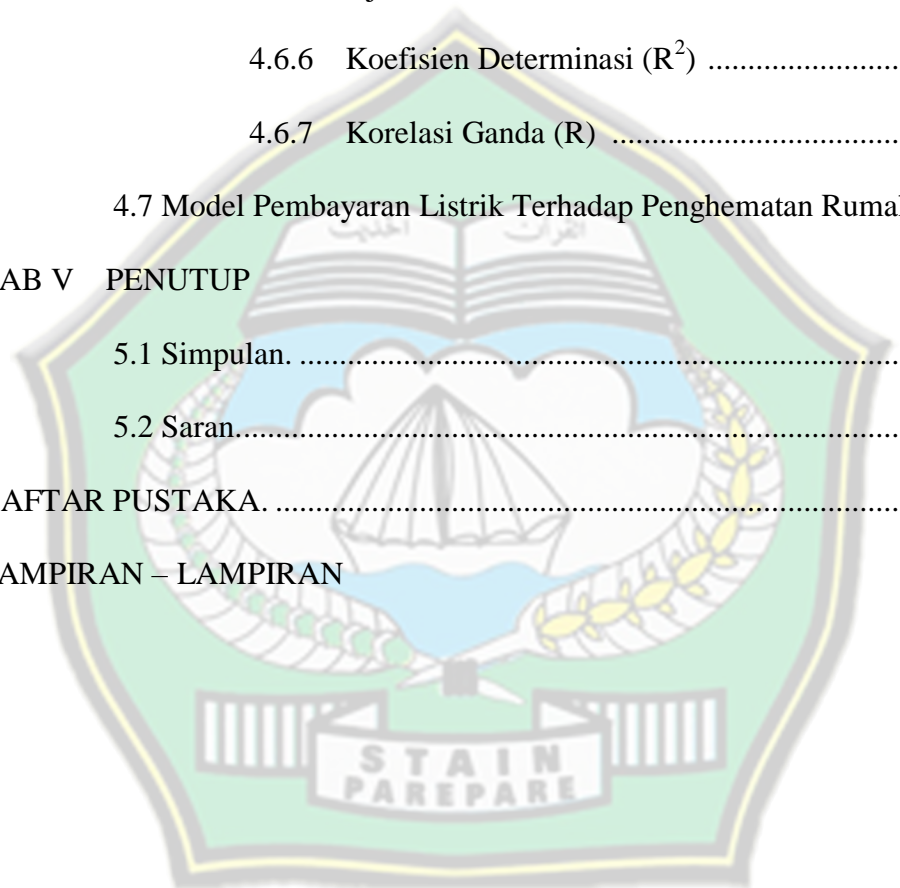 4.6.6 Koefisien Determinasi (R²) ........................
4.6.7 Korelasi Ganda (R) ....................................
4.7 Model Pembayaran Listrik Terhadap Penghematan Ruma
AB V PENUTUP
5.1 Simpulan. ...........................................................................
5.2 Saran...................................................................................
AFTAR PUSTAKA. ..............................................................................
AMPIRAN – LAMPIRAN
STAIN
PAREPARE